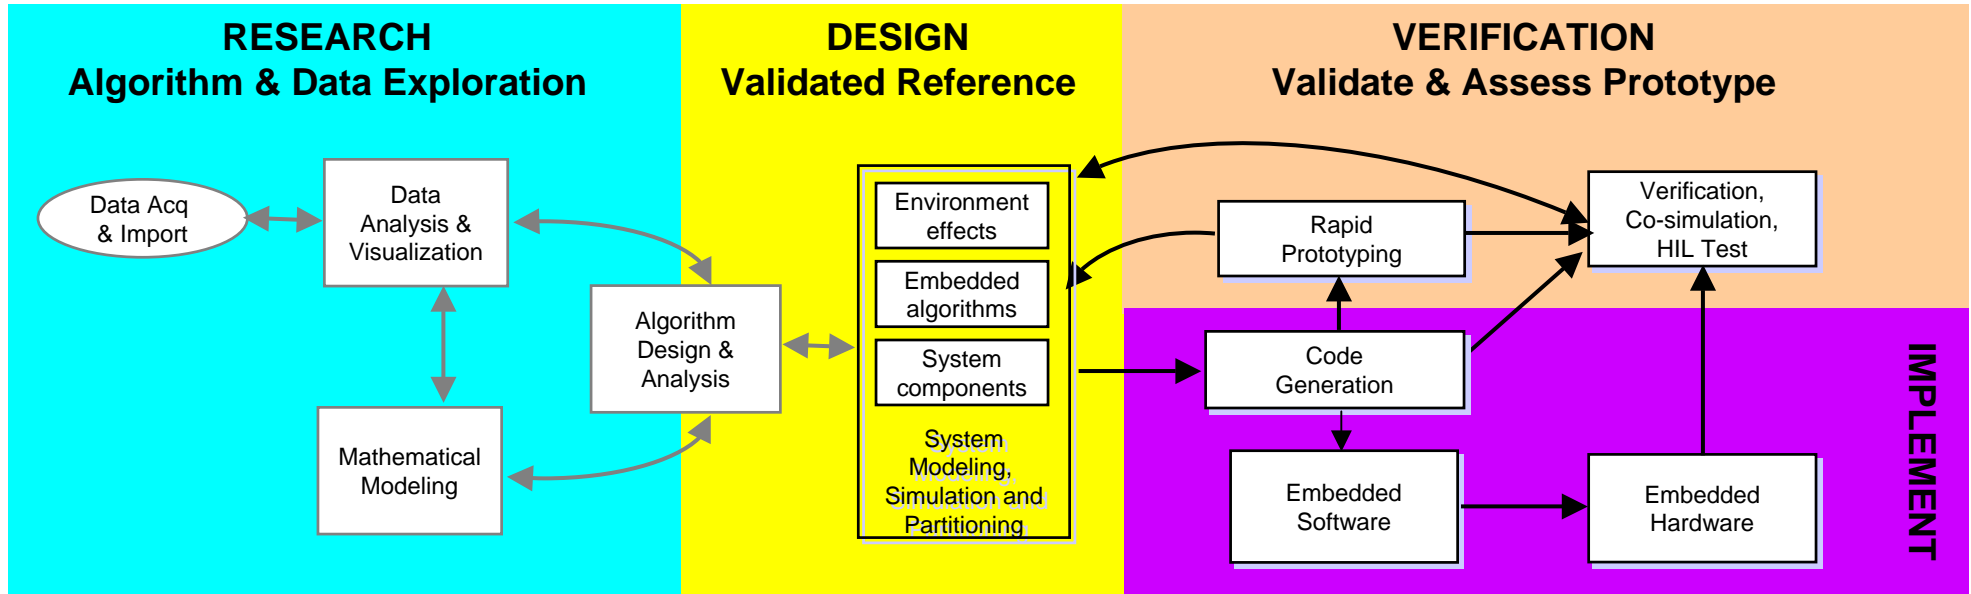 RESEARCH
Algorithm & Data Exploration
DESIGN
Validated Reference
VERIFICATION
Validate & Assess Prototype
Data Acq
& Import
Data
Analysis &
Visualization
Mathematical
Modeling
Algorithm
Design &
Analysis
Environment
effects
Embedded
algorithms
System
components
System
Modeling,
Simulation and
Partitioning
Rapid
Prototyping
Verification,
Co-simulation,
HIL Test
Code
Generation
Embedded
Software
Embedded
Hardware
IMPLEMENT